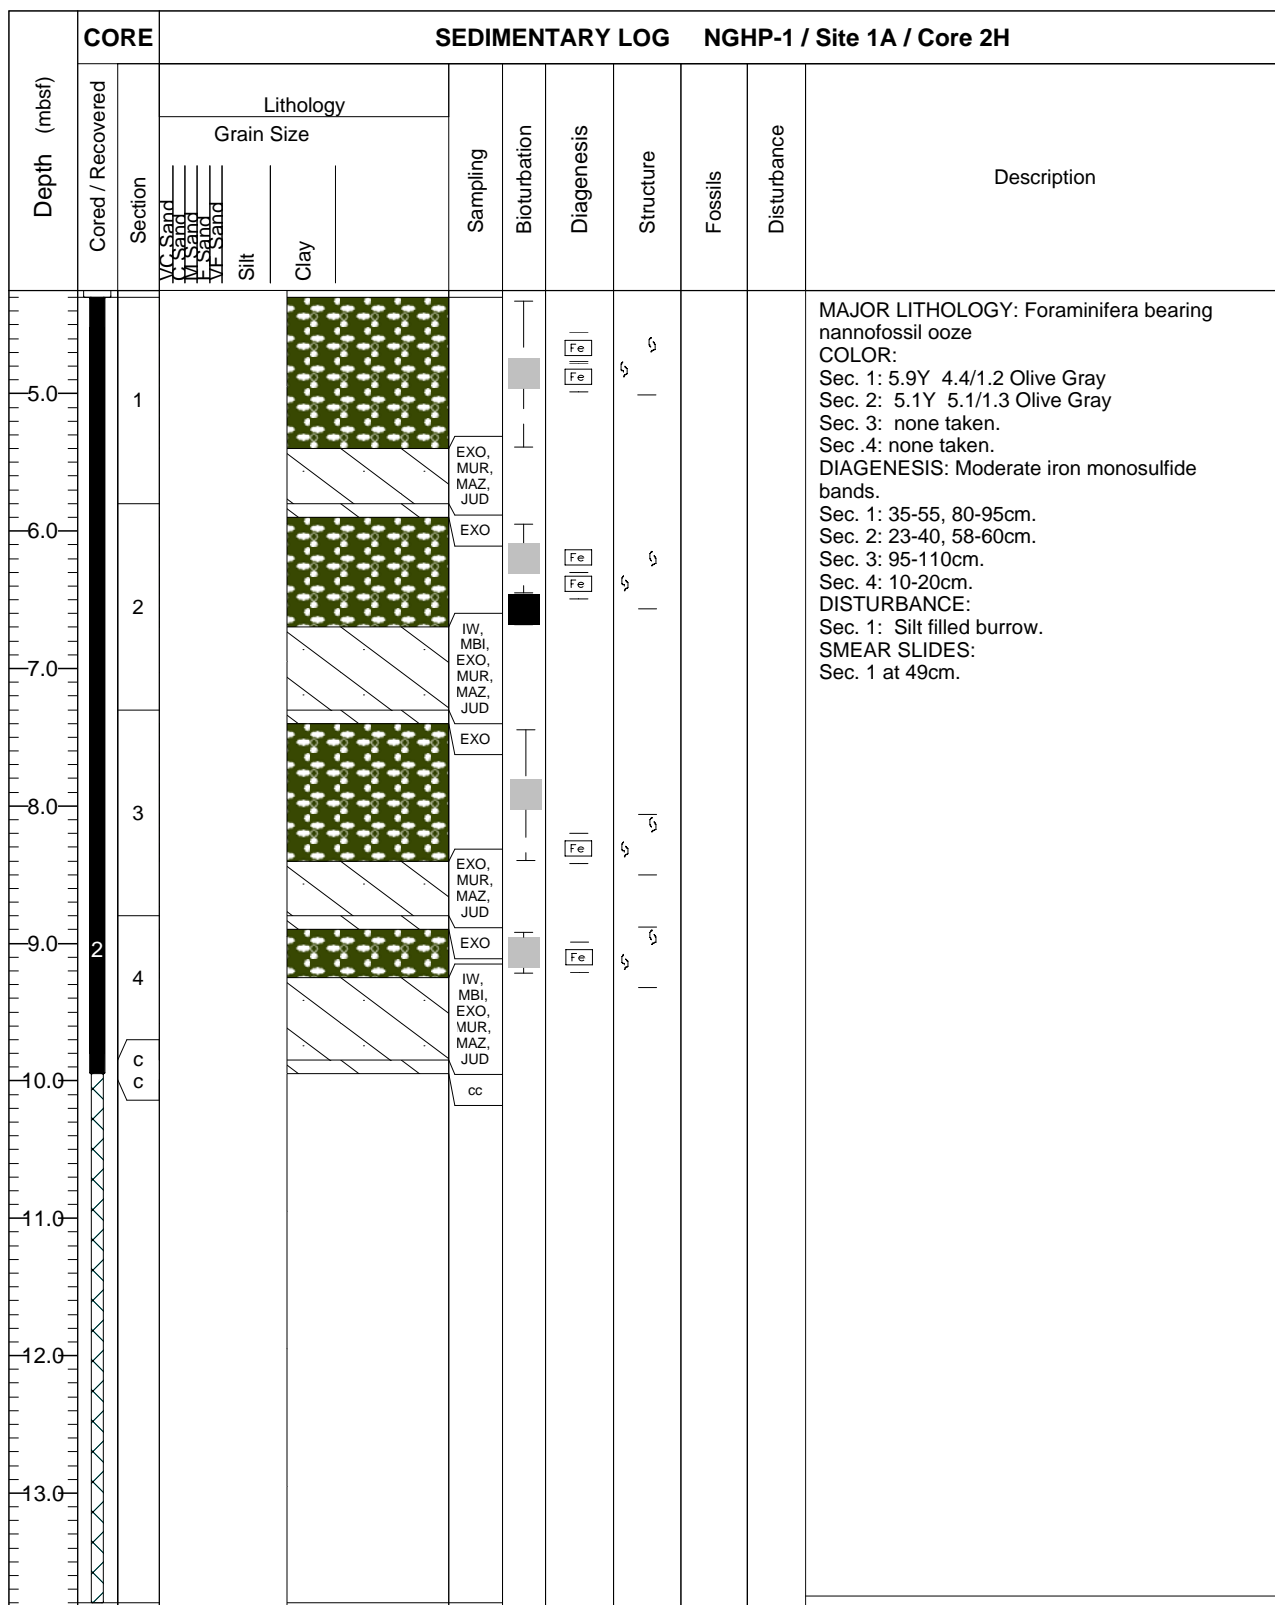 CORE
SEDIMENTARY LOG NGHP-1 / Site 1A / Core 2H
Depth (mbsf)
Cored / Recovered
Section
Lithology
Grain Size
VC Sand
C Sand
M Sand
F Sand
VF Sand
Silt
Clay
Sampling
Bioturbation
Diagenesis
Structure
Fossils
Disturbance
Description
MAJOR LITHOLOGY: Foraminifera bearing
nannofossil ooze
COLOR:
Sec. 1: 5.9Y 4.4/1.2 Olive Gray
Sec. 2: 5.1Y 5.1/1.3 Olive Gray
Sec. 3: none taken.
Sec .4: none taken.
DIAGENESIS: Moderate iron monosulfide
bands.
Sec. 1: 35-55, 80-95cm.
Sec. 2: 23-40, 58-60cm.
Sec. 3: 95-110cm.
Sec. 4: 10-20cm.
DISTURBANCE:
Sec. 1: Silt filled burrow.
SMEAR SLIDES:
Sec. 1 at 49cm.
Fe
Fe
5.0
1
EXO,
MUR,
MAZ,
JUD
6.0
EXO
Fe
Fe
2
IW,
MBI,
EXO,
MUR,
MAZ,
JUD
7.0
EXO
8.0
3
Fe
EXO,
MUR,
MAZ,
JUD
9.0
2
EXO
Fe
4
IW,
MBI,
EXO,
MUR,
MAZ,
JUD
c
c
10.0
cc
11.0
12.0
13.0